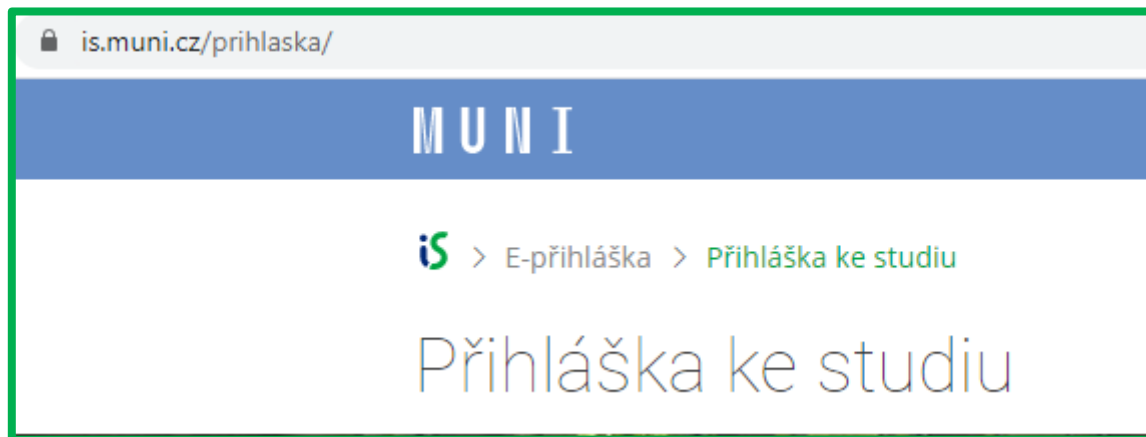 is.muni.cz/prihlaska/
MUNI
iS > E-přihláška > Přihláška ke studiu
Přihláška ke studiu